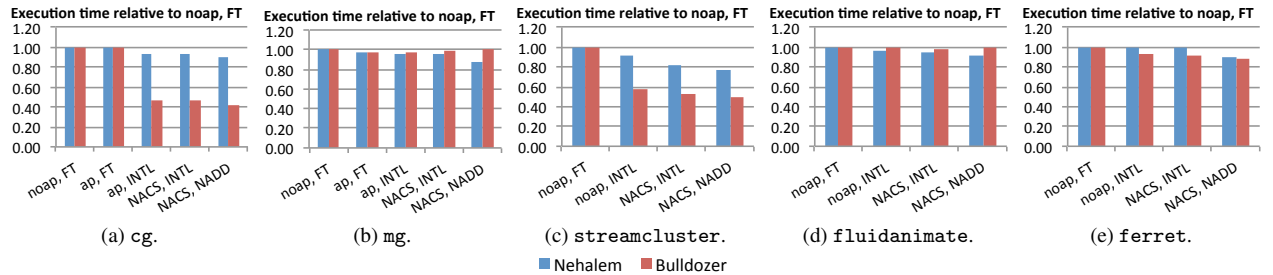 Execution time relative to noap, FT
1.20
1.00
0.80
0.60
0.40
0.20
0.00
noap, FT
ap, FT
ap, INTL
NACS, INTL
NACS, NADD
(a) cg.
Execution time relative to noap, FT
1.20
1.00
0.80
0.60
0.40
0.20
0.00
noap, FT
ap, FT
ap, INTL
NACS, INTL
NACS, NADD
(b) mg.
Execution time relative to noap, FT
1.20
1.00
0.80
0.60
0.40
0.20
0.00
noap, FT
noap, INTL
NACS, INTL
NACS, NADD
(c) streamcluster.
Execution time relative to noap, FT
1.20
1.00
0.80
0.60
0.40
0.20
0.00
noap, FT
noap, INTL
NACS, INTL
NACS, NADD
(d) fluidanimate.
Execution time relative to noap, FT
1.20
1.00
0.80
0.60
0.40
0.20
0.00
noap, FT
noap, INTL
NACS, INTL
NACS, NADD
(e) ferret.
Nehalem
Bulldozer